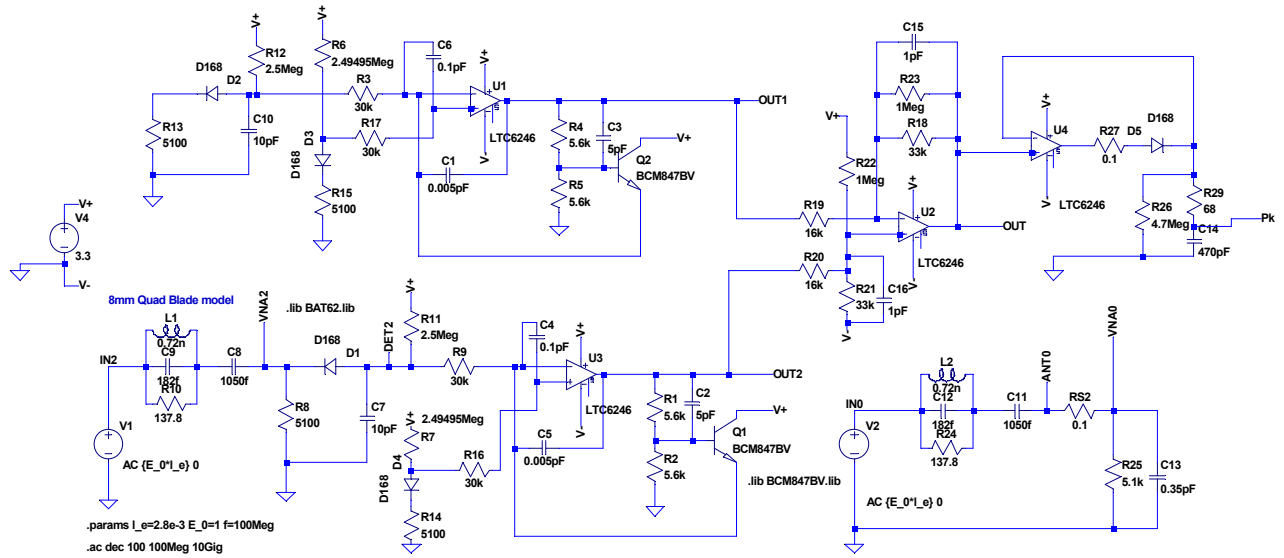 V+
R12
2.5Meg
D168
D2
R13
5100
C10
10pF
V+
R6
2.49495Meg
R3
30k
R17
30k
D3
D168
R15
5100
C6
0.1pF
V+
U1
LTC6246
V-
C1
0.005pF
R4
5.6k
C3
5pF
R5
5.6k
V+
Q2
BCM847BV
OUT1
C15
1pF
R23
1Meg
R18
33k
V+
R22
1Meg
R19
16k
R20
16k
V+
U2
LTC6246
V-
OUT
R21
33k
C16
1pF
V-
V+
U4
LTC6246
V-
R27
0.1
D5
D168
R26
4.7Meg
R29
68
C14
470pF
Pk
V+
V4
3.3
V-
8mm Quad Blade model
L1
0.72n
IN2
C9
182f
R10
137.8
C8
1050f
V1
AC {E_0*l_e} 0
VNA2
.lib BAT62.lib
D168
D1
R8
5100
C7
10pF
DET2
V+
R11
2.5Meg
R9
30k
2.49495Meg
V+
R7
D4
D168
R14
5100
R16
30k
C4
0.1pF
V+
U3
LTC6246
V-
C5
0.005pF
OUT2
R1
5.6k
C2
5pF
R2
5.6k
V+
Q1
BCM847BV
.lib BCM847BV.lib
IN0
V2
AC {E_0*l_e} 0
L2
0.72n
C12
182f
R24
137.8
C11
1050f
ANT0
RS2
0.1
VNA0
R25
5.1k
C13
0.35pF
.params l_e=2.8e-3 E_0=1 f=100Meg
.ac dec 100 100Meg 10Gig